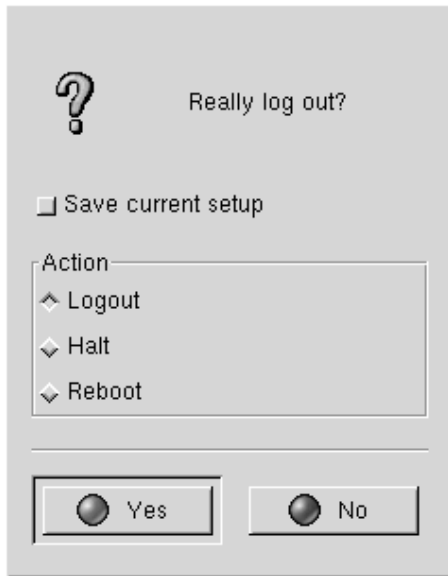 Really log out?
Save current setup
Action
Logout
Halt
Reboot
Yes No